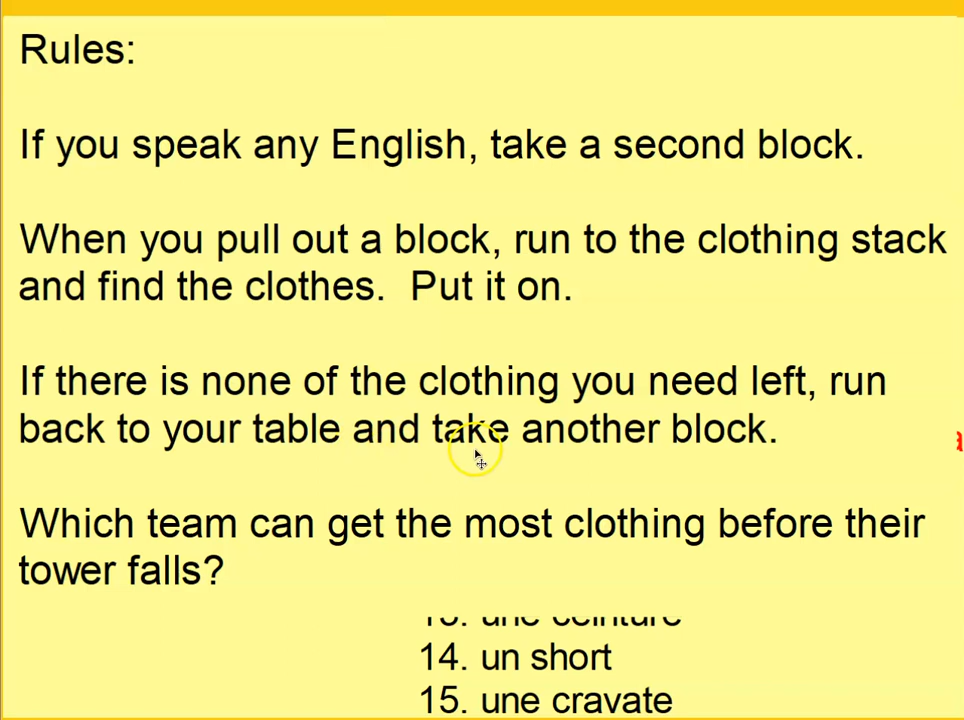 Rules:
If you speak any English, take a second block.
When you pull out a block, run to the clothing stack
and find the clothes.  Put it on.
If there is none of the clothing you need left, run
back to your table and take another block.
Which team can get the most clothing before their
tower falls?
une ceinture
14. un short
15. une cravate